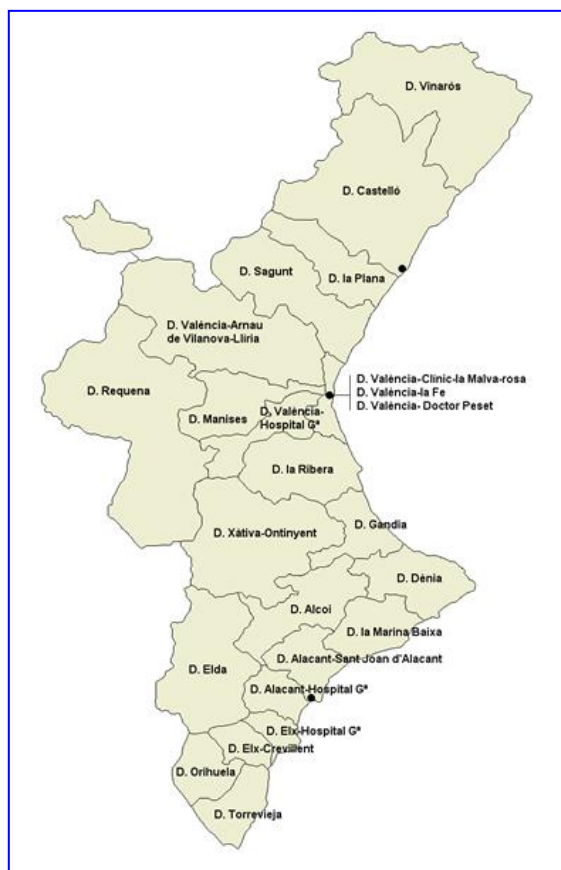 D. Vinarós
D. Castelló
D. Sagunt
D. la Plana
D. València-Arnau
de Vilanova-Llíria
D. València-Clínic-la Malva-rosa
D. València-la Fe
D. València- Doctor Peset
D. Requena
D. Manises
D. València-
Hospital Gª
D. la Ribera
D. Xàtiva-Ontinyent
D. Gandia
D. Dénia
D. Alcoi
D. la Marina Baixa
D. Elda
D. Alacant-Sant Joan d'Alacant
D. Alacant-Hospital Gª
D. Elx-Hospital Gª
D. Elx-Crevillent
D. Orihuela
D. Torrevieja